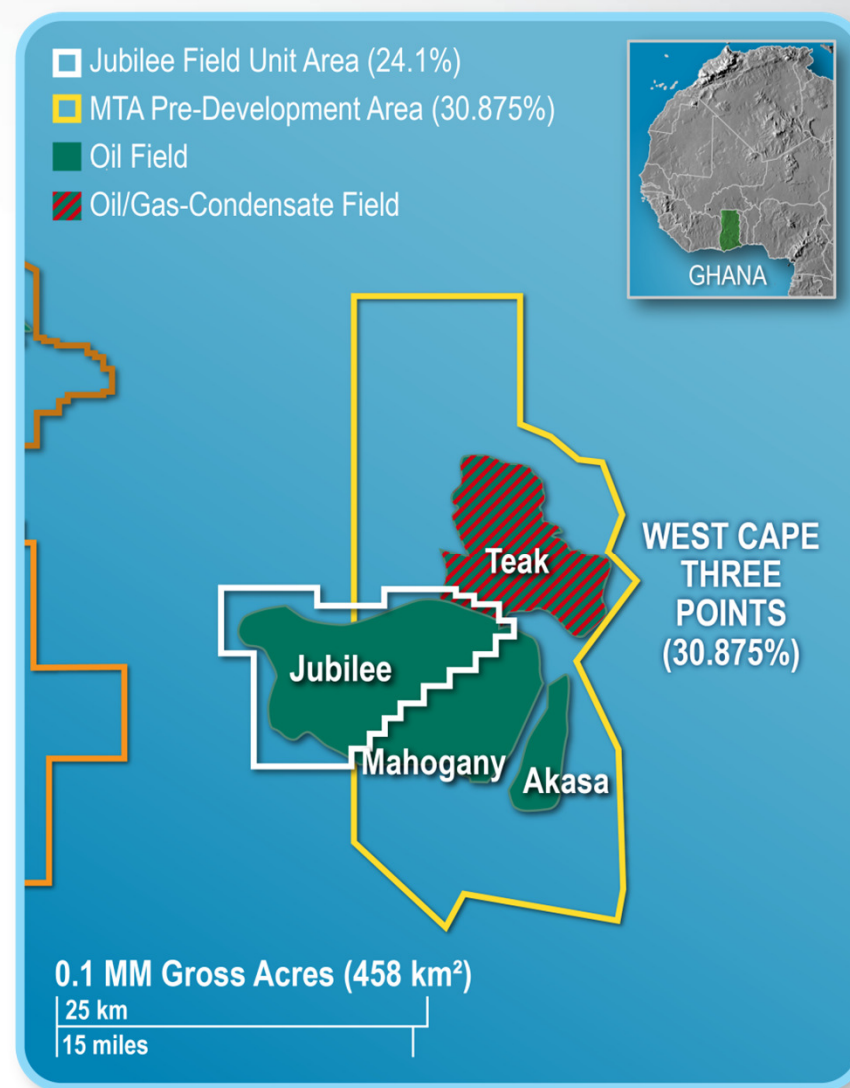 Jubilee Field Unit Area (24.1%)
MTA Pre-Development Area (30.875%)
Oil Field
Oil/Gas-Condensate Field
GHANA
WEST CAPE
THREE
POINTS
(30.875%)
Teak
Jubilee
Mahogany
Akasa
0.1 MM Gross Acres (458 km²)
25 km
15 miles